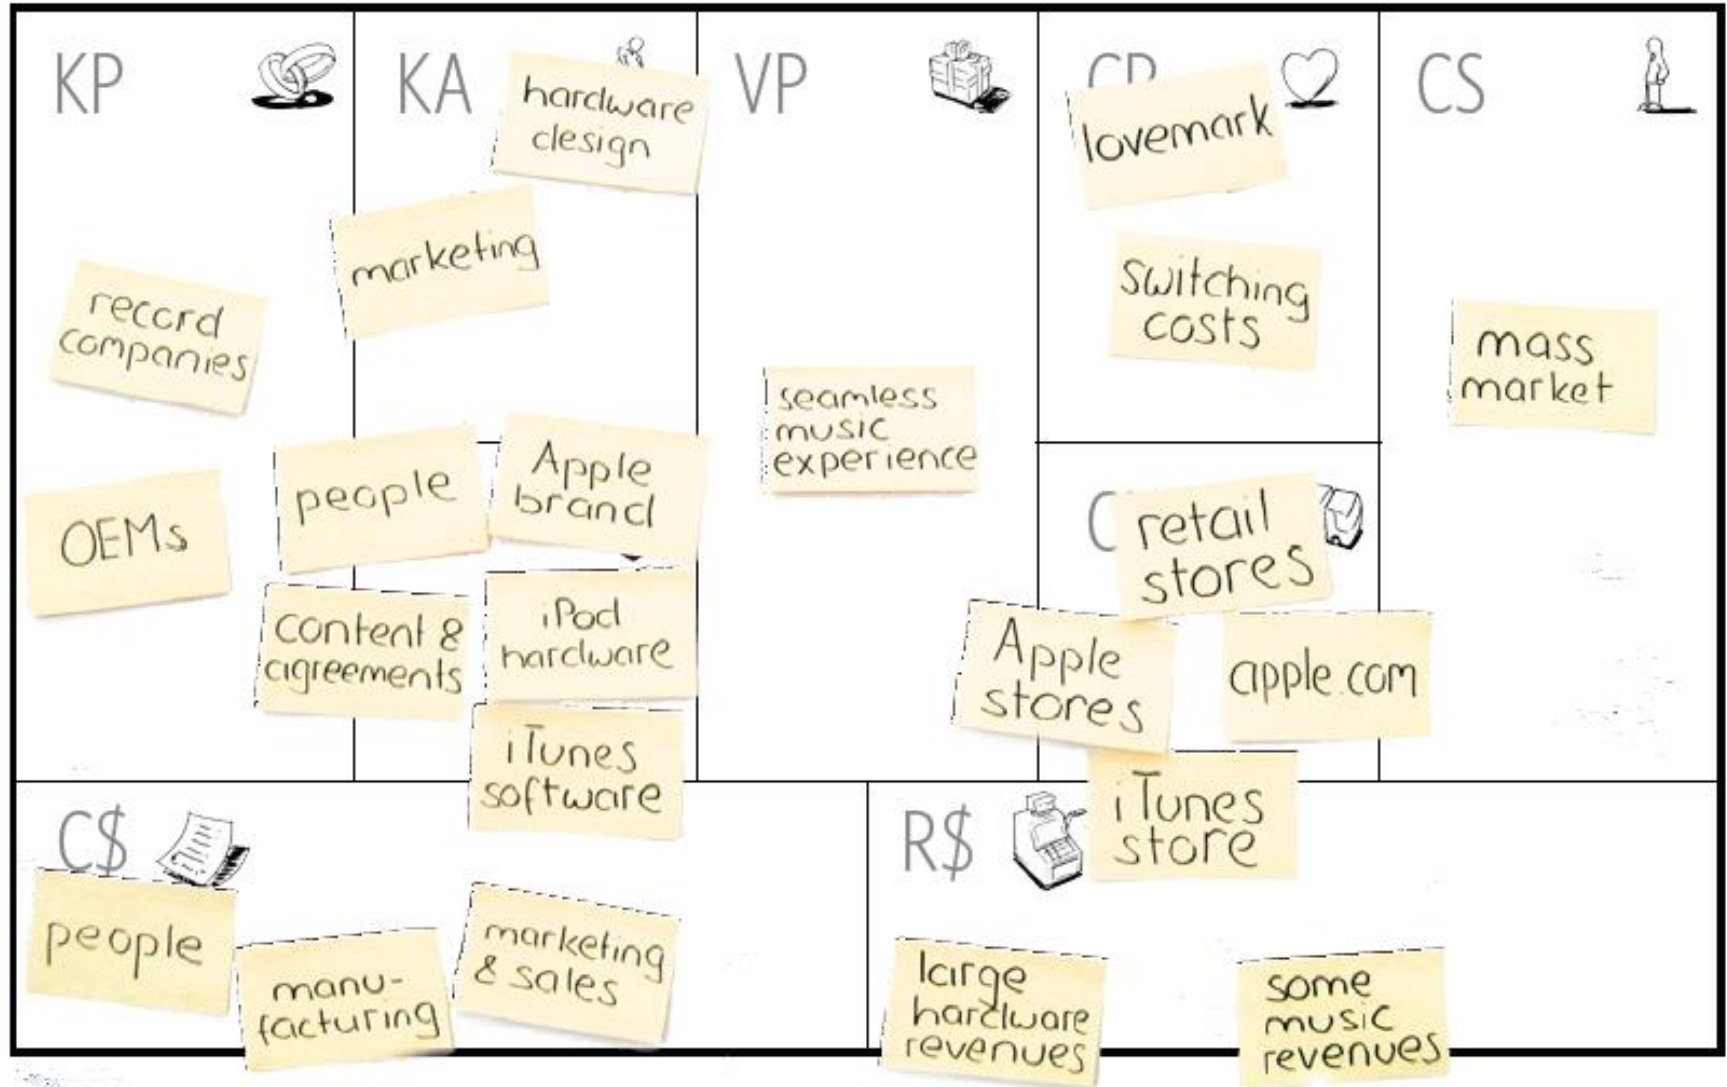 KP
record
companies
OEMs
KA
hardware
design
marketing
people
Apple
brand
content &
agreements
iPod
hardware
iTunes
software
VP
seamless
music
experience
CR
lovemark
switching
costs
C
retail
stores
Apple
stores
apple.com
iTunes
store
CS
mass
market
C$
people
manu-
facturing
marketing
& sales
R$
large
hardware
revenues
some
music
revenues